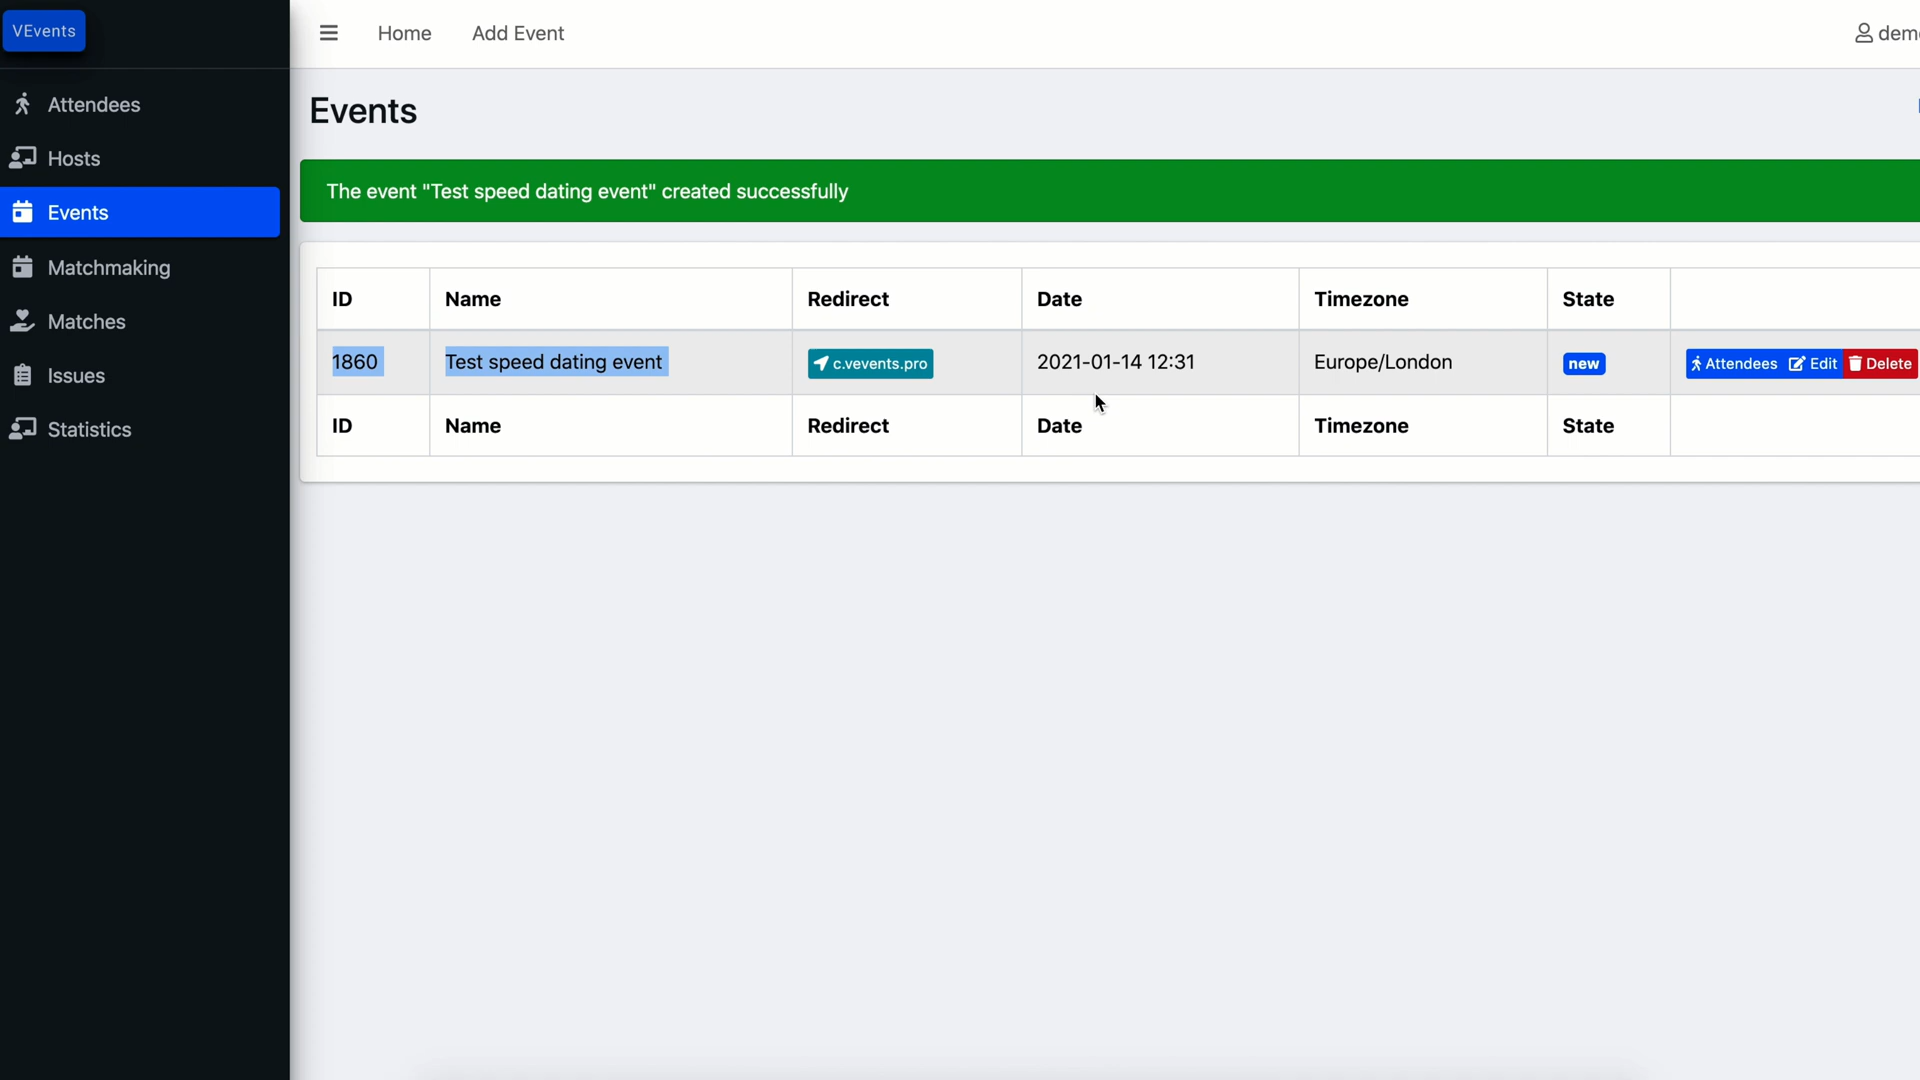 VEvents
Home Add Event
Attendees
Hosts
Events
Matchmaking
Matches
Issues
Statistics
Events
The event "Test speed dating event" created successfully
ID Name Redirect Date Timezone State
1860 Test speed dating event c.vevents.pro 2021-01-14 12:31 Europe/London new Attendees Edit Delete
ID Name Redirect Date Timezone State